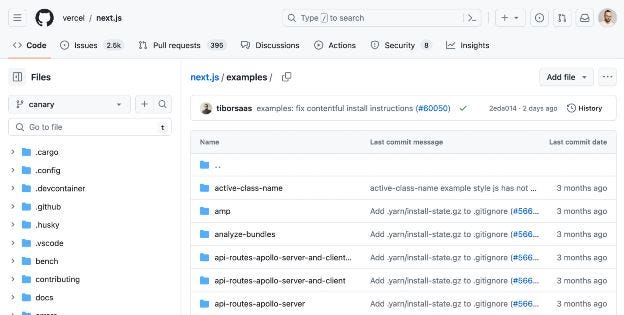 vercel / next.js
Type / to search
Code
Issues 2.5k
Pull requests 395
Discussions
Actions
Security 8
Insights
Files
canary
Go to file t
.cargo
.config
.devcontainer
.github
.husky
.vscode
bench
contributing
docs
next.js / examples /
Add file
tiborsaas examples: fix contentful install instructions (#60050) 2eda014 · 2 days ago History
Name Last commit message Last commit date
..
active-class-name active-class-name example style js has not ... 3 months ago
amp Add .yarn/install-state.gz to .gitignore (#566... 3 months ago
analyze-bundles Add .yarn/install-state.gz to .gitignore (#566... 3 months ago
api-routes-apollo-server-and-client... Add .yarn/install-state.gz to .gitignore (#566... 3 months ago
api-routes-apollo-server-and-client Add .yarn/install-state.gz to .gitignore (#566... 3 months ago
api-routes-apollo-server Add .yarn/install-state.gz to .gitignore (#566... 3 months ago